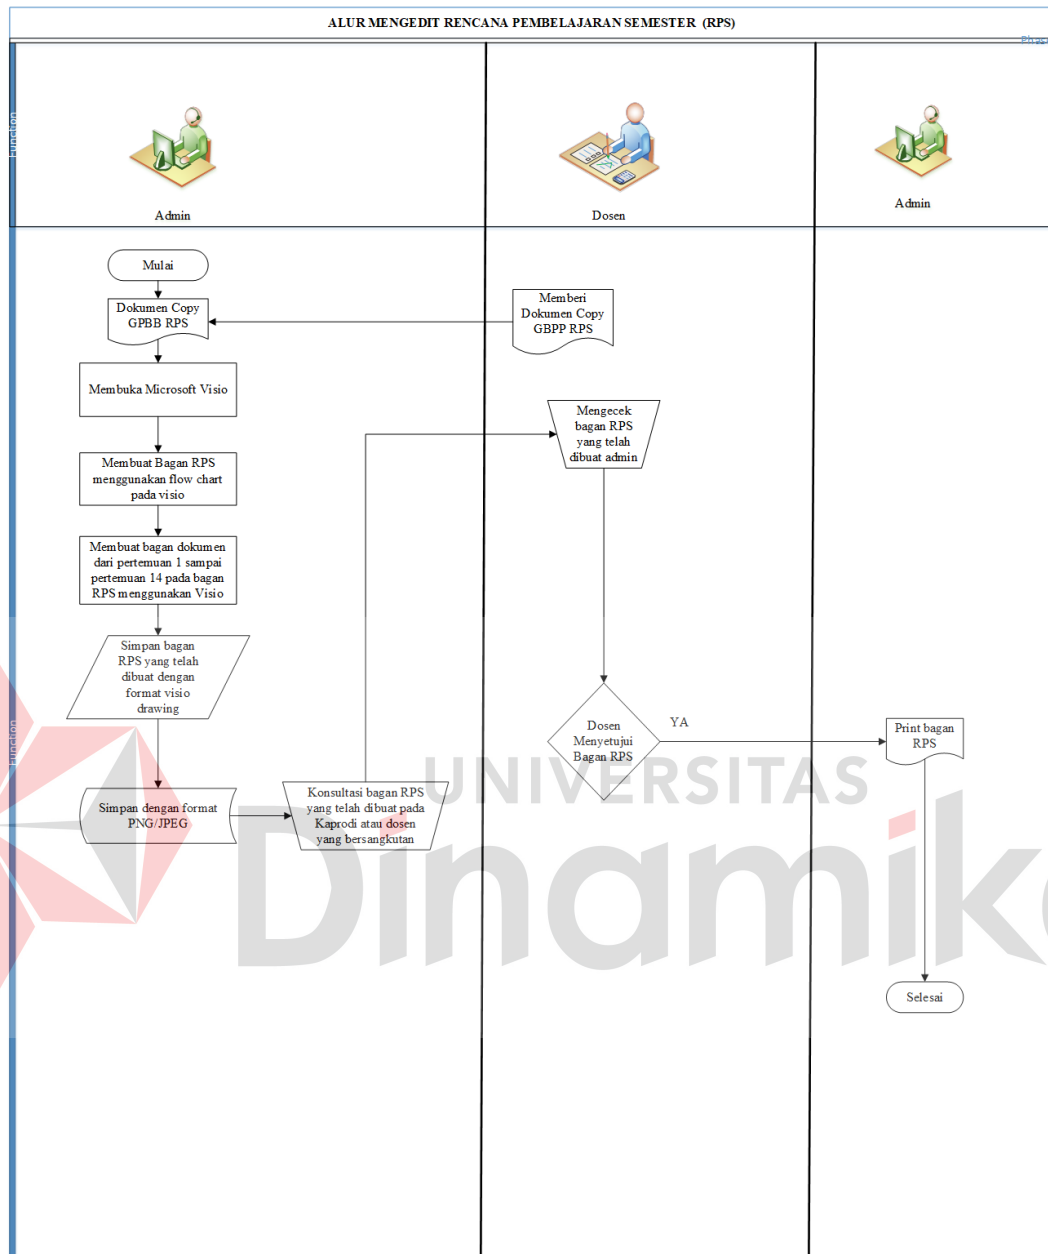 ALUR MENGEDIT RENCANA PEMBELAJARAN SEMESTER (RPS)
Function
Admin
Dosen
Admin
Mulai
Dokumen Copy
GPBB RPS
Memberi
Dokumen Copy
GBPP RPS
Membuka Microsoft Visio
Mengecek
bagan RPS
yang telah
dibuat admin
Membuat Bagan RPS
menggunakan flow chart
pada visio
Membuat bagan dokumen
dari pertemuan 1 sampai
pertemuan 14 pada bagan
RPS menggunakan Visio
Simpan bagan
RPS yang telah
dibuat dengan
format visio
drawing
Function
Dosen
Menyetujui
Bagan RPS
YA
Print bagan
RPS
Simpan dengan format
PNG/JPEG
Konsultasi bagan RPS
yang telah dibuat pada
Kaprodi atau dosen
yang bersangkutan
UNIVERSITAS
Dinamika
Selesai